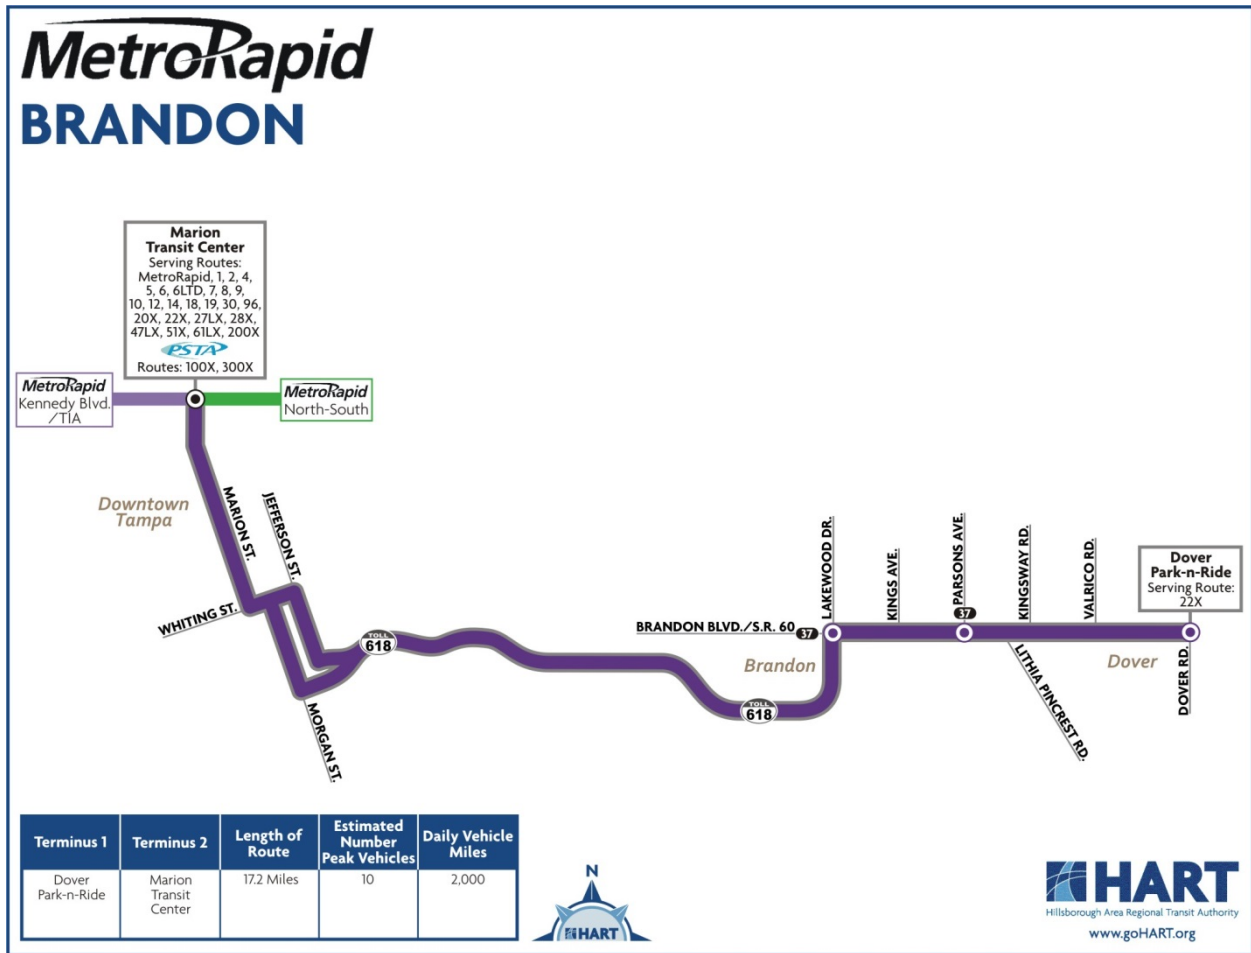 MetroRapid
BRANDON
Marion
Transit Center
Serving Routes:
MetroRapid, 1, 2, 4,
5, 6, 6LTD, 7, 8, 9,
10, 12, 14, 18, 19, 30, 96,
20X, 22X, 27LX, 28X,
47LX, 51X, 61LX, 200X
PSTA
Routes: 100X, 300X
MetroRapid
Kennedy Blvd.
/TIA
MetroRapid
North-South
Downtown
Tampa
MARION ST.
JEFFERSON ST.
WHITING ST.
MORGAN ST.
TOLL
618
TOLL
618
BRANDON BLVD./S.R. 60
37
Brandon
LAKEWOOD DR.
KINGS AVE.
PARSONS AVE.
37
KINGSWAY RD.
VALRICO RD.
LITHIA PINCREST RD.
Dover
DOVER RD.
Dover
Park-n-Ride
Serving Route:
22X
Terminus 1
Terminus 2
Length of
Route
Estimated
Number
Peak Vehicles
Daily Vehicle
Miles
Dover
Park-n-Ride
Marion
Transit
Center
17.2 Miles
10
2,000
N
HART
HART
Hillsborough Area Regional Transit Authority
www.goHART.org